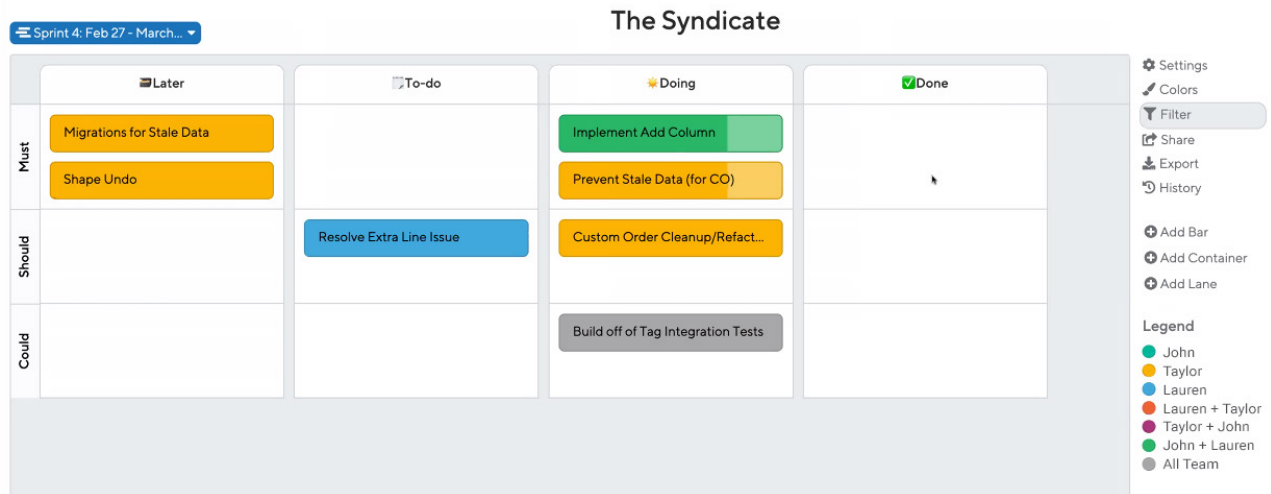 The Syndicate
Sprint 4: Feb 27 - March...
Later
To-do
Doing
Done
Must
Migrations for Stale Data
Shape Undo
Implement Add Column
Prevent Stale Data (for CO)
Should
Resolve Extra Line Issue
Custom Order Cleanup/Refact...
Could
Build off of Tag Integration Tests
Settings
Colors
Filter
Share
Export
History
Add Bar
Add Container
Add Lane
Legend
John
Taylor
Lauren
Lauren + Taylor
Taylor + John
John + Lauren
All Team